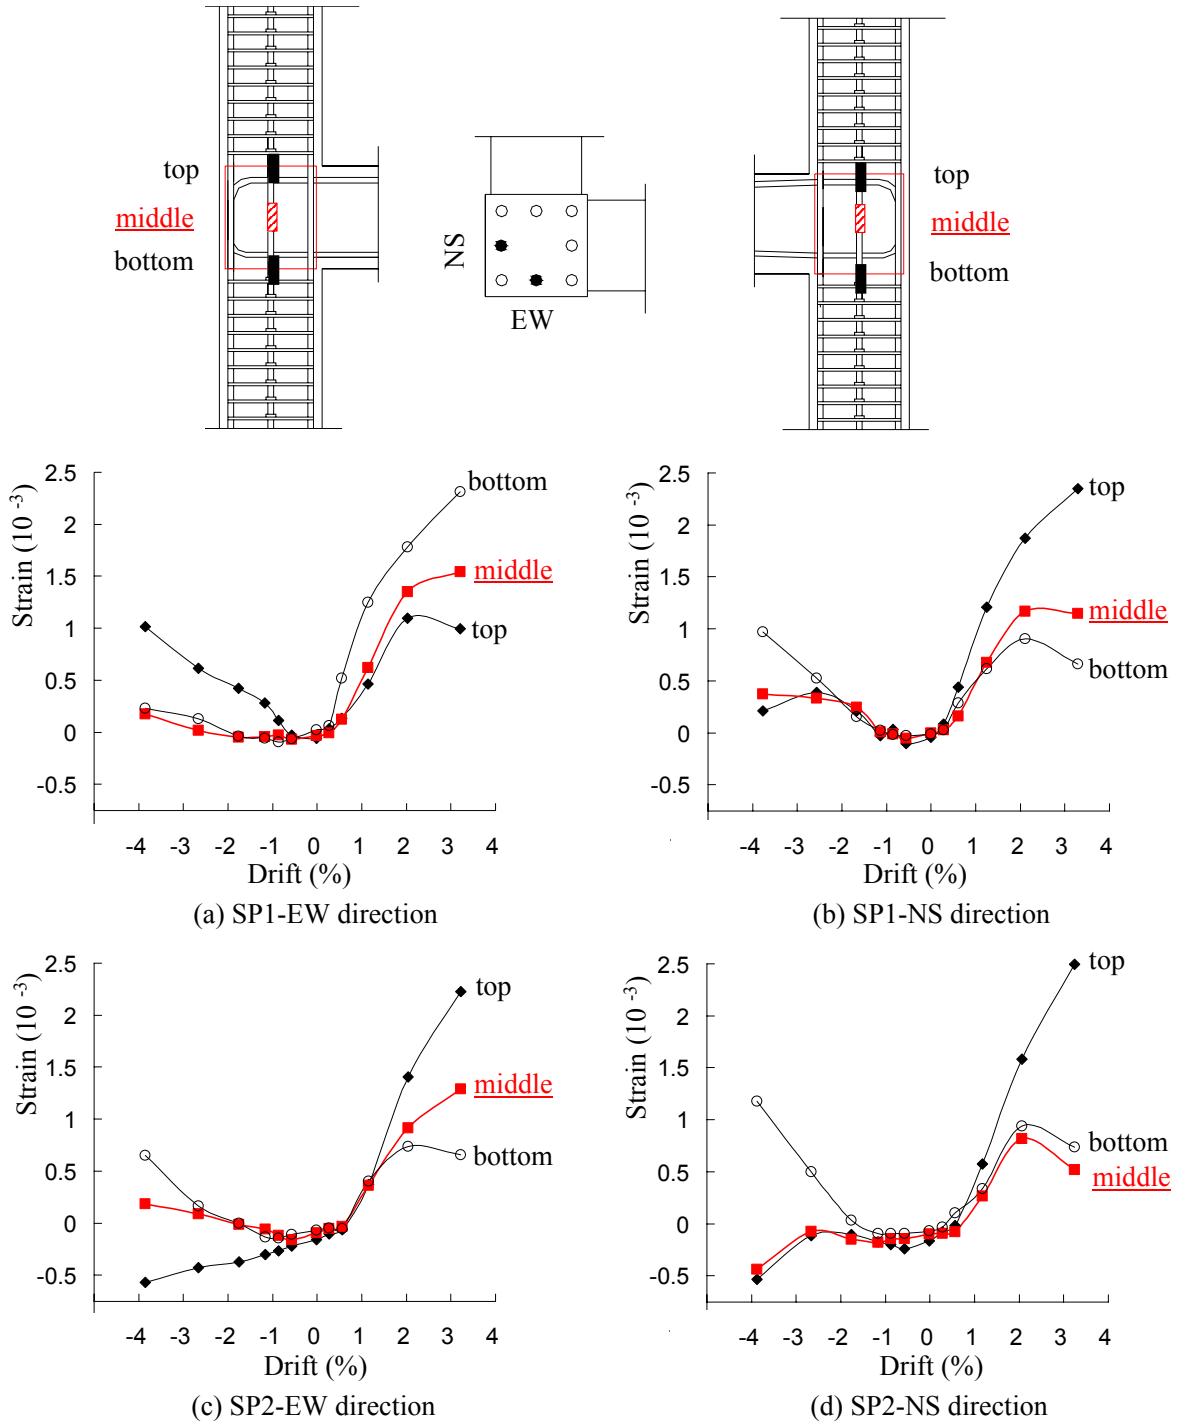 top
middle
bottom
NS
EW
top
middle
bottom
Strain (10 -3)
2.5
2
1.5
1
0.5
0
-0.5
bottom
middle
top
-4 -3 -2 -1 0 1 2 3 4
Drift (%)
(a) SP1-EW direction
Strain (10 -3)
2.5
2
1.5
1
0.5
0
-0.5
top
middle
bottom
-4 -3 -2 -1 0 1 2 3 4
Drift (%)
(b) SP1-NS direction
Strain (10 -3)
2.5
2
1.5
1
0.5
0
-0.5
top
middle
bottom
-4 -3 -2 -1 0 1 2 3 4
Drift (%)
(c) SP2-EW direction
Strain (10 -3)
2.5
2
1.5
1
0.5
0
-0.5
top
bottom
middle
-4 -3 -2 -1 0 1 2 3 4
Drift (%)
(d) SP2-NS direction